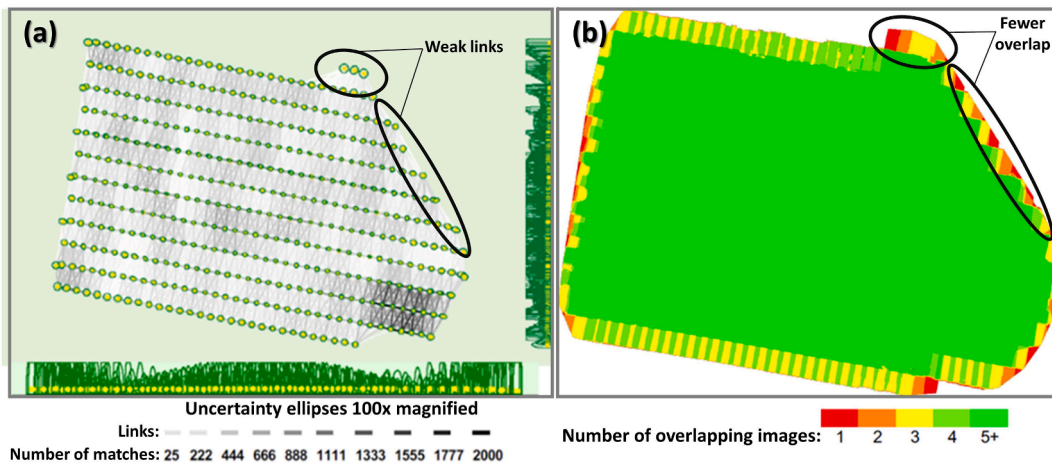 (a)
Weak links
(b)
Fewer
overlap
Uncertainty ellipses 100x magnified
Links:
Number of matches: 25 222 444 666 888 1111 1333 1555 1777 2000
Number of overlapping images:
1 2 3 4 5+